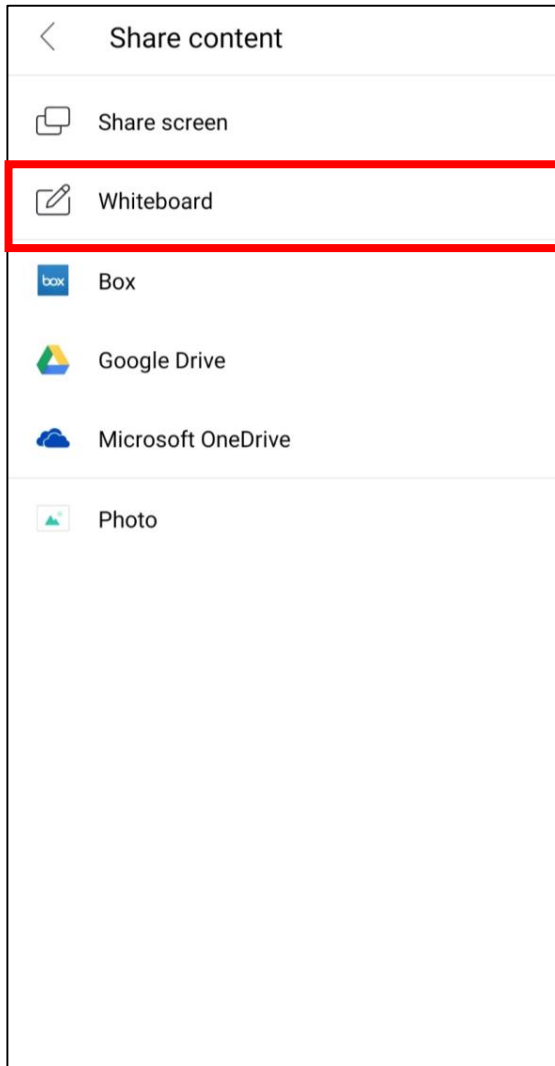 Share content
Share screen
Whiteboard
box Box
Google Drive
Microsoft OneDrive
Photo